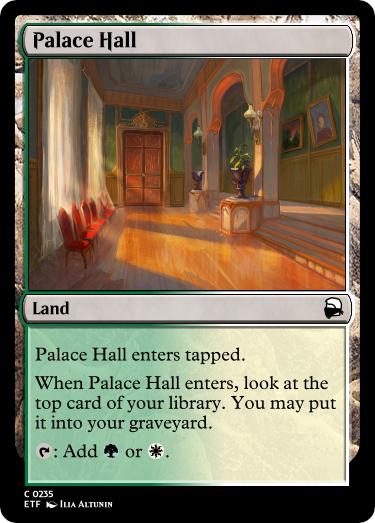 Palace Hall
Land
Palace Hall enters tapped.
When Palace Hall enters, look at the
top card of your library. You may put
it into your graveyard.
: Add or .
C 0235
ETF Ilia Altunin